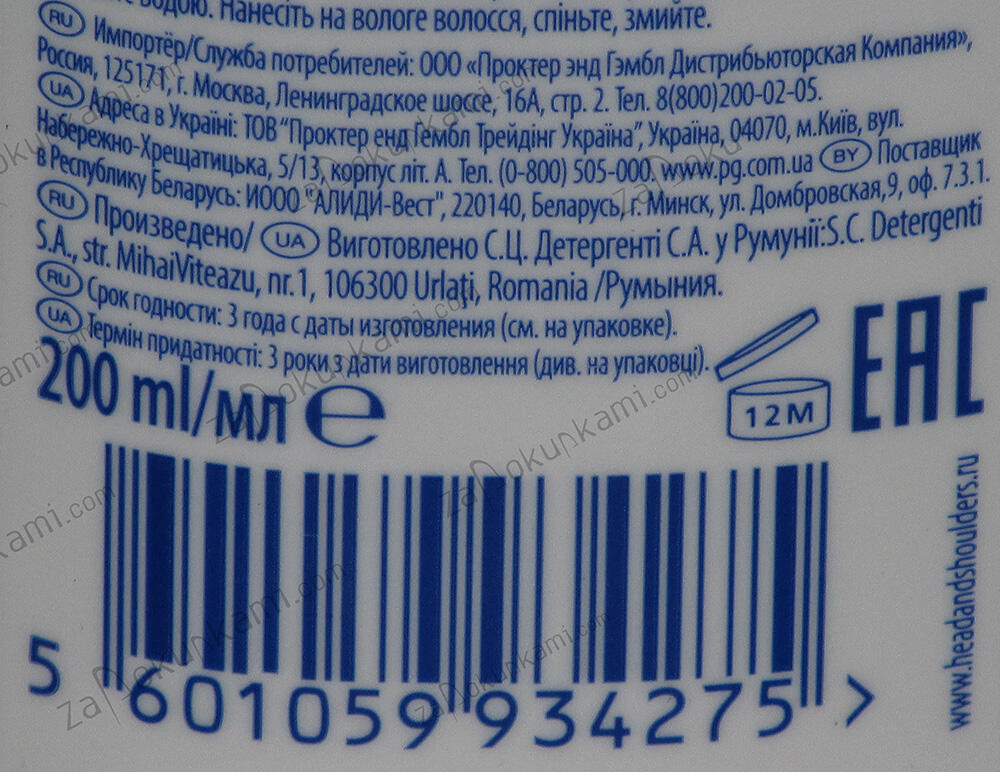 водою. Нанесіть на вологе волосся, спіньте, змийте.
RU Импортёр/Служба потребителей: ООО «Проктер энд Гэмбл Дистрибьюторская Компания»,
Россия, 125171, г. Москва, Ленинградское шоссе, 16А, стр. 2. Тел. 8(800)200-02-05.
UA Адреса в Україні: ТОВ "Проктер енд Гембл Трейдінг Україна", Україна, 04070, м.Київ, вул.
Набережно-Хрещатицька, 5/13, корпус літ. А. Тел. (0-800) 505-000. www.pg.com.ua BY Поставщик
в Республику Беларусь: ИООО "АЛИДИ-Вест", 220140, Беларусь, г. Минск, ул. Домбровская,9, оф. 7.3.1.
RU Произведено/ UA Виготовлено С.Ц. Детергенті С.А. у Румунії:S.C. Detergenti
S.A., str. MihaiViteazu, nr.1, 106300 Urlați, Romania /Румыния.
RU Срок годности: 3 года с даты изготовления (см. на упаковке).
UA Термін придатності: 3 роки з дати виготовлення (див. на упаковці).
200 ml/мл e
12M
EAC
5 601059 934275 >
www.headandshoulders.ru
zaPokupkami.com